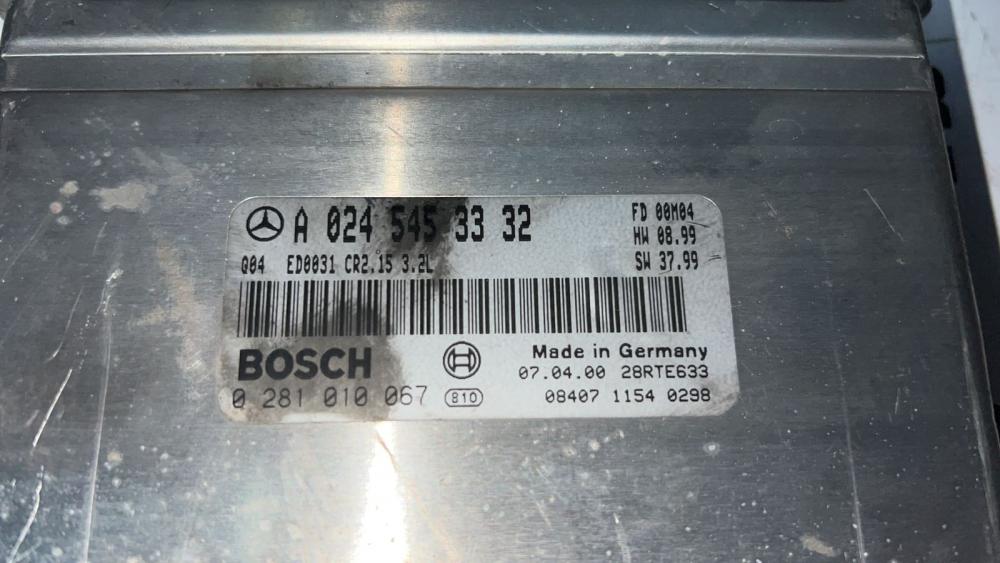 A 024 545 33 32
FD 00M04
HW 08.99
Q04 ED0031 CR2.15 3.2L
SW 37.99
BOSCH
Made in Germany
07.04.00 28RTE633
0 281 010 067 810
08407 1154 0298